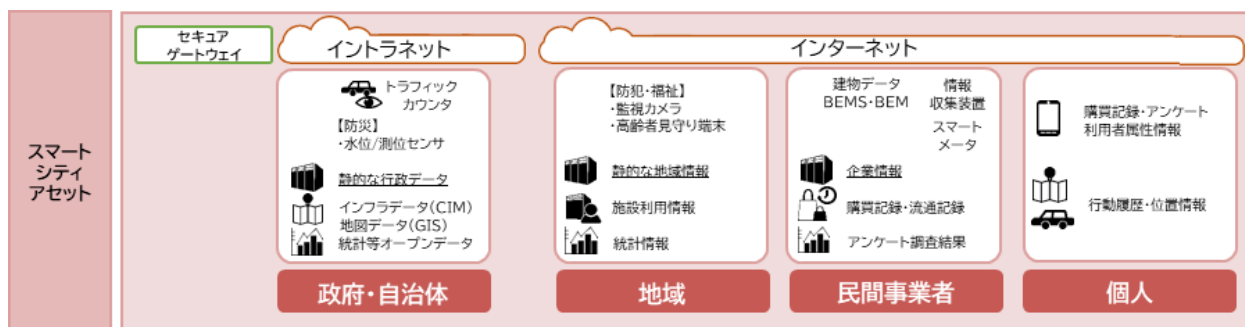 スマート
シティ
アセット
セキュア
ゲートウェイ
イントラネット
インターネット
トラフィック
カウンタ
【防災】
・水位/測位センサ
静的な行政データ
インフラデータ(CIM)
地図データ(GIS)
統計等オープンデータ
政府・自治体
【防犯・福祉】
・監視カメラ
・高齢者見守り端末
静的な地域情報
施設利用情報
統計情報
地域
建物データ
BEMS・BEM
情報
収集装置
スマート
メータ
企業情報
購買記録・流通記録
アンケート調査結果
民間事業者
購買記録・アンケート
利用者属性情報
行動履歴・位置情報
個人